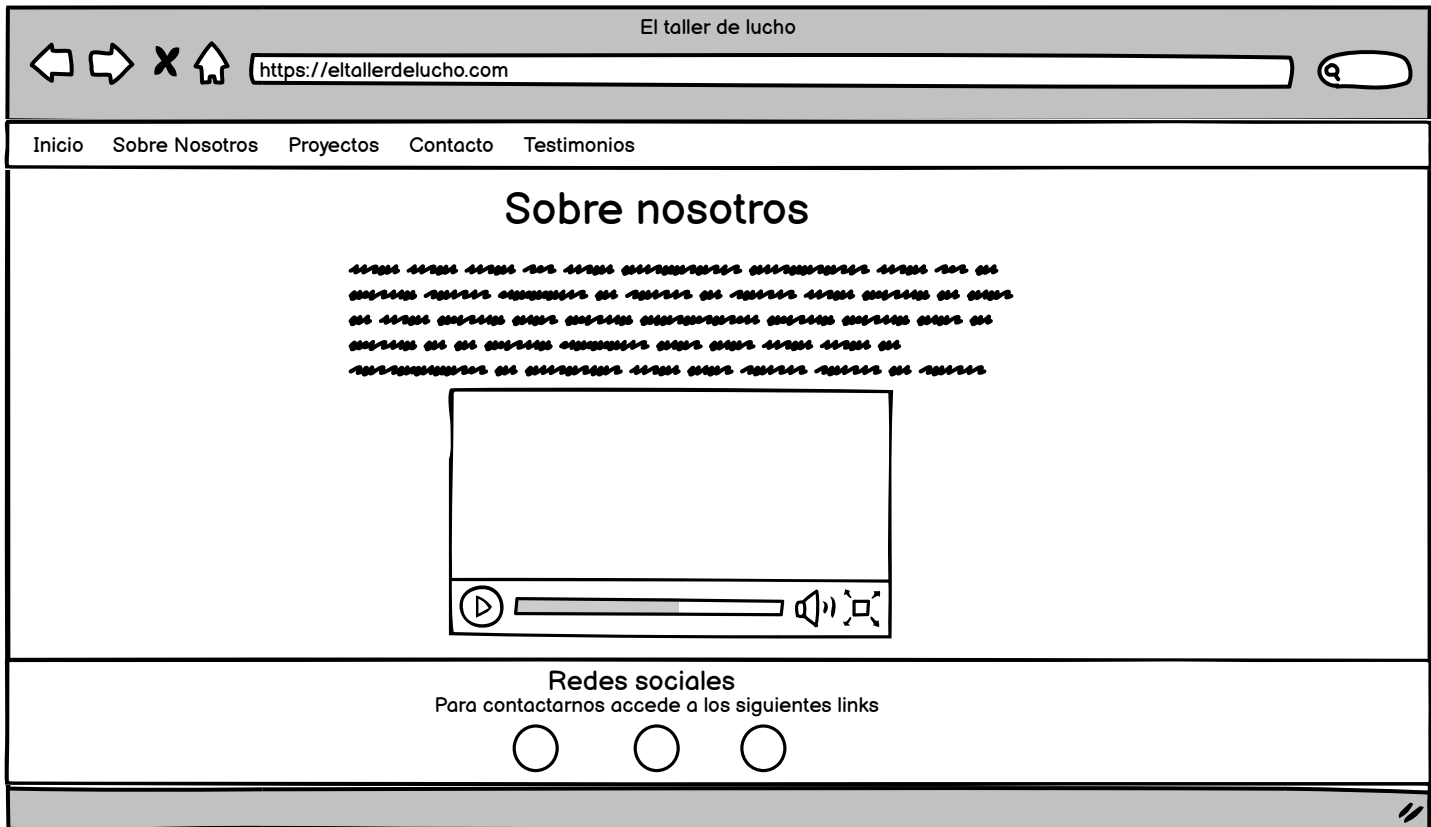 El taller de lucho
https://eltallerdelucho.com
Inicio Sobre Nosotros Proyectos Contacto Testimonios
Sobre nosotros
Redes sociales
Para contactarnos accede a los siguientes links